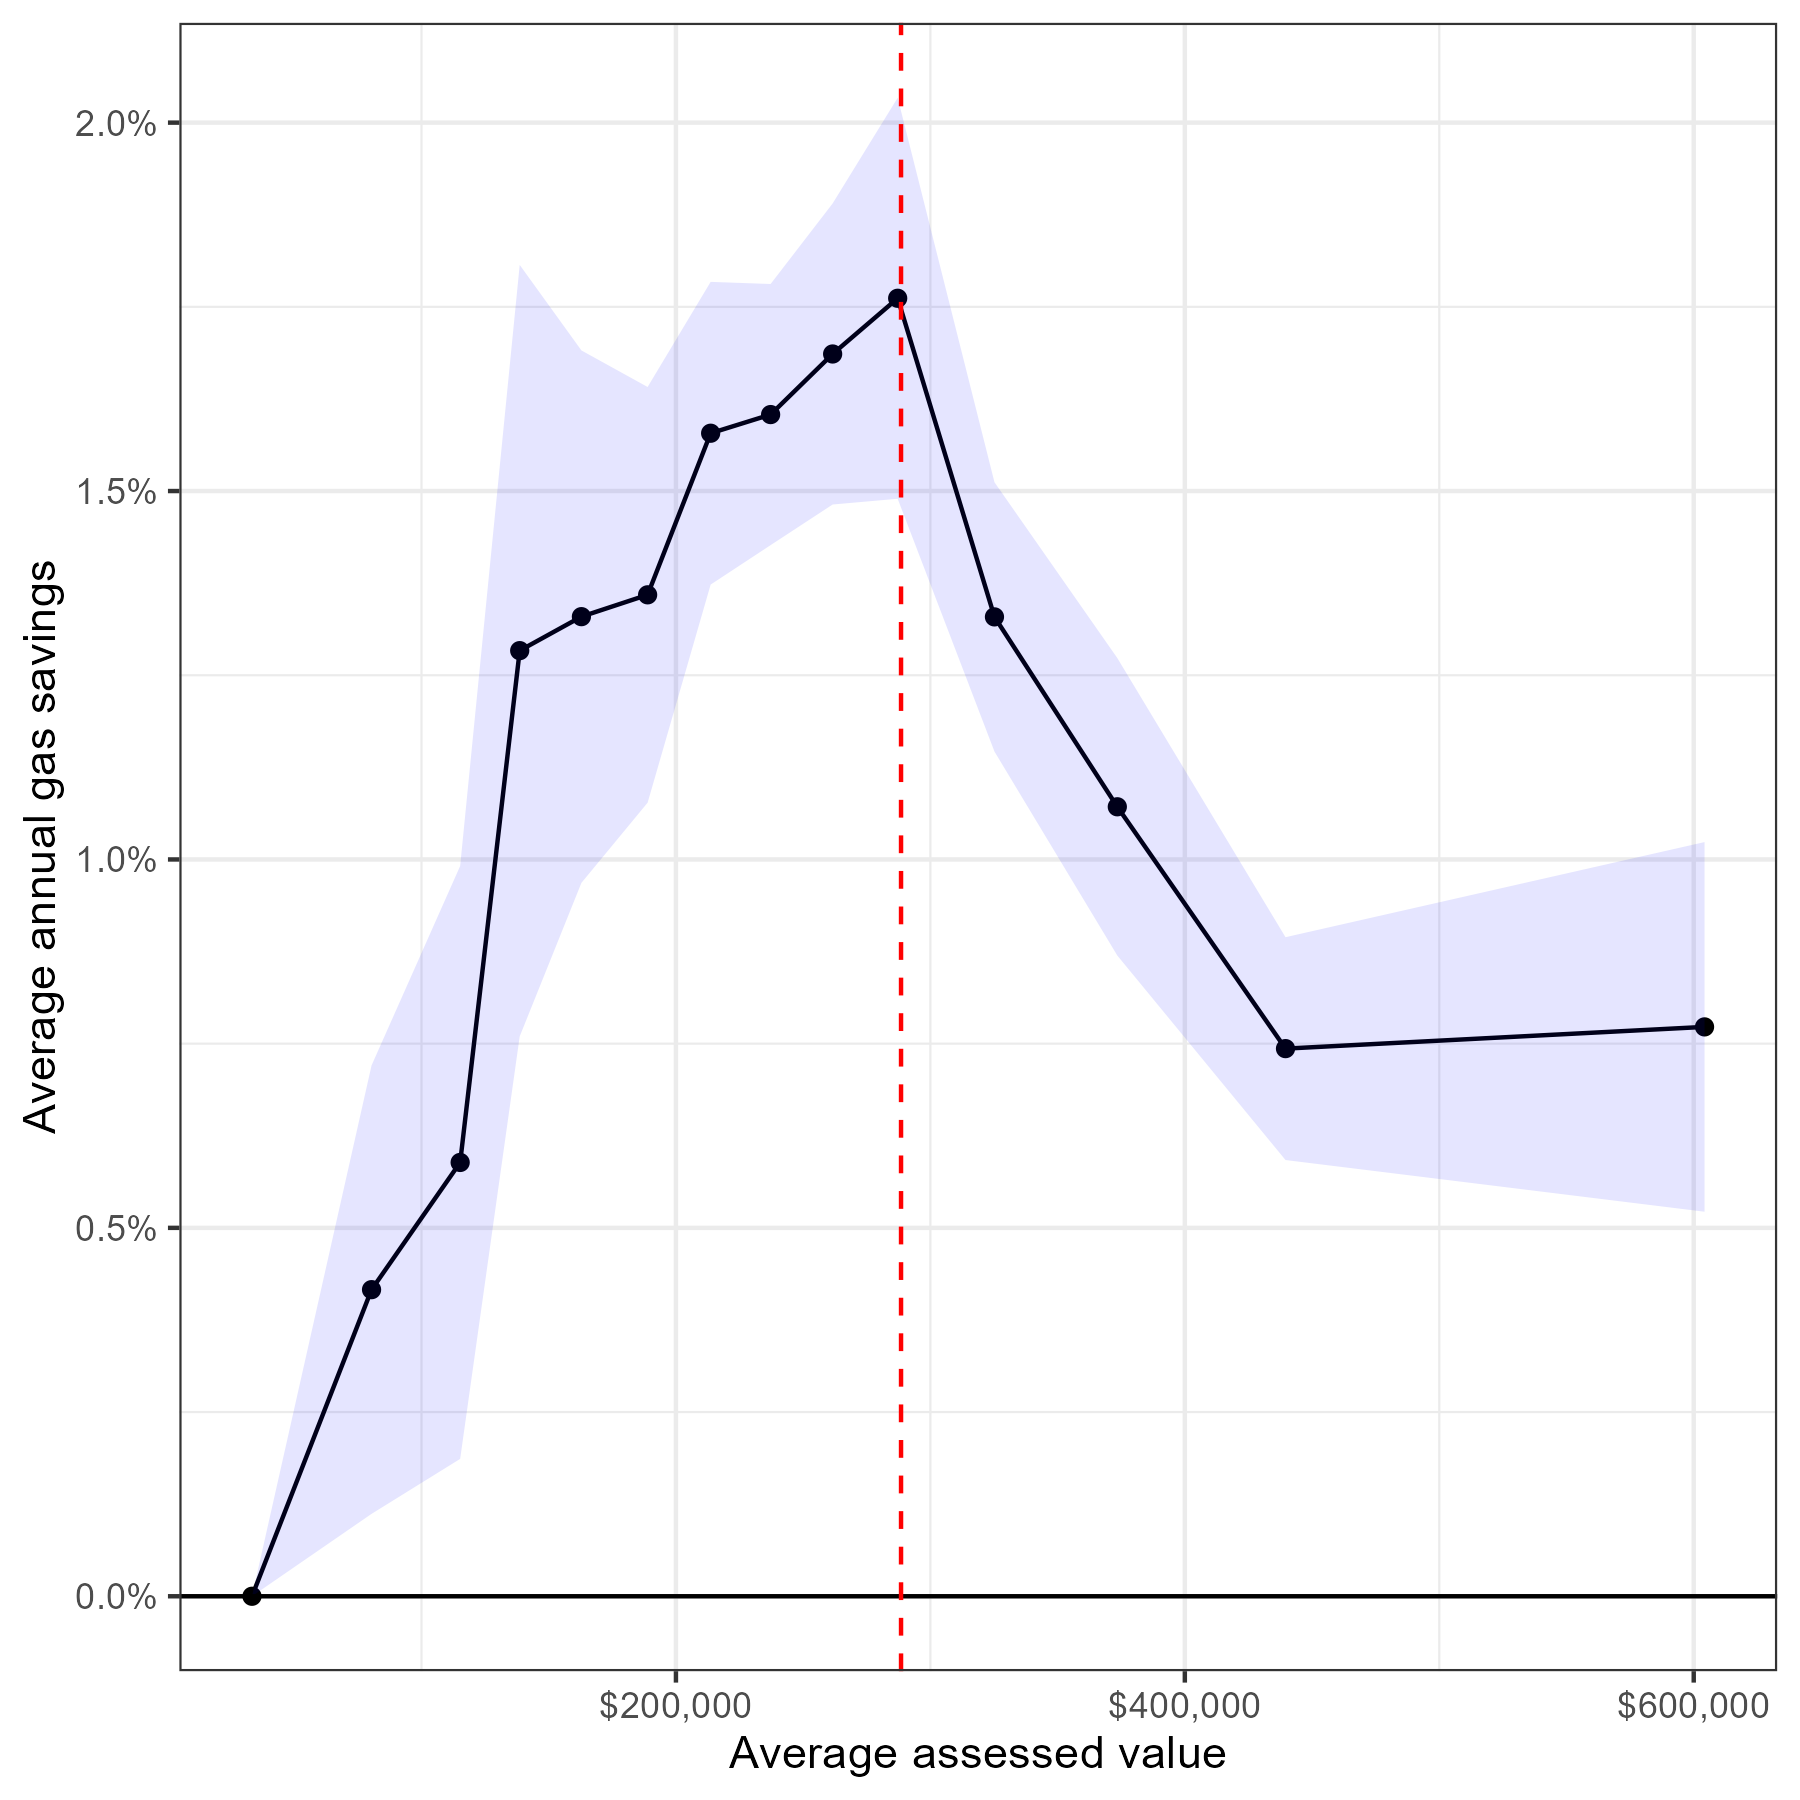 2.0%
1.5%
1.0%
0.5%
0.0%
Average annual gas savings
$200,000 $400,000 $600,000
Average assessed value